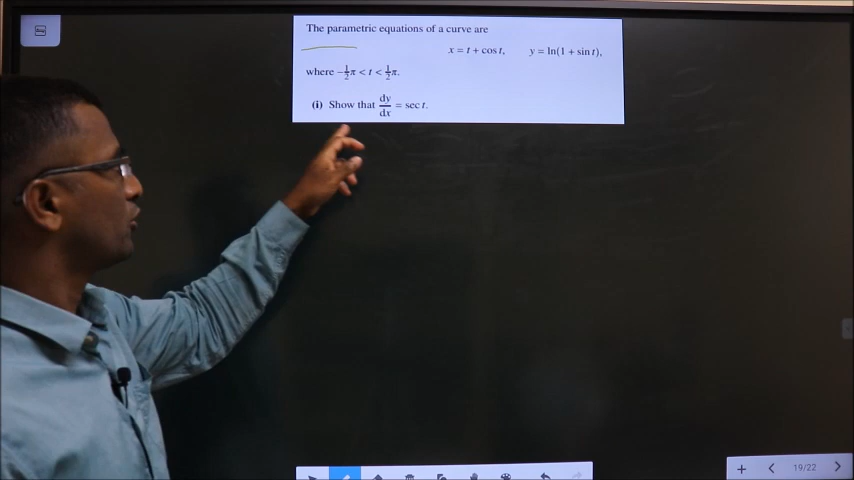 The parametric equations of a curve are
x = t + cos t, y = ln(1 + sin t),
where −½π < t < ½π.
(i) Show that dy/dx = sec t.
19/22